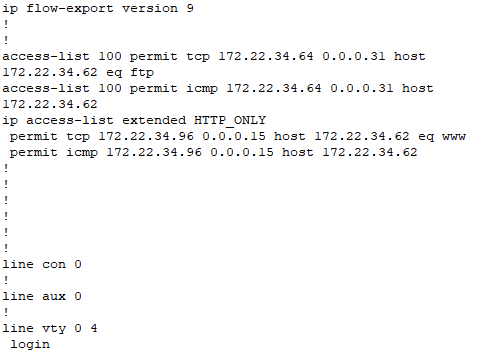 ip flow-export version 9
!
!
access-list 100 permit tcp 172.22.34.64 0.0.0.31 host
172.22.34.62 eq ftp
access-list 100 permit icmp 172.22.34.64 0.0.0.31 host
172.22.34.62
ip access-list extended HTTP_ONLY
 permit tcp 172.22.34.96 0.0.0.15 host 172.22.34.62 eq www
 permit icmp 172.22.34.96 0.0.0.15 host 172.22.34.62
!
!
!
!
!
!
line con 0
!
line aux 0
!
line vty 0 4
 login